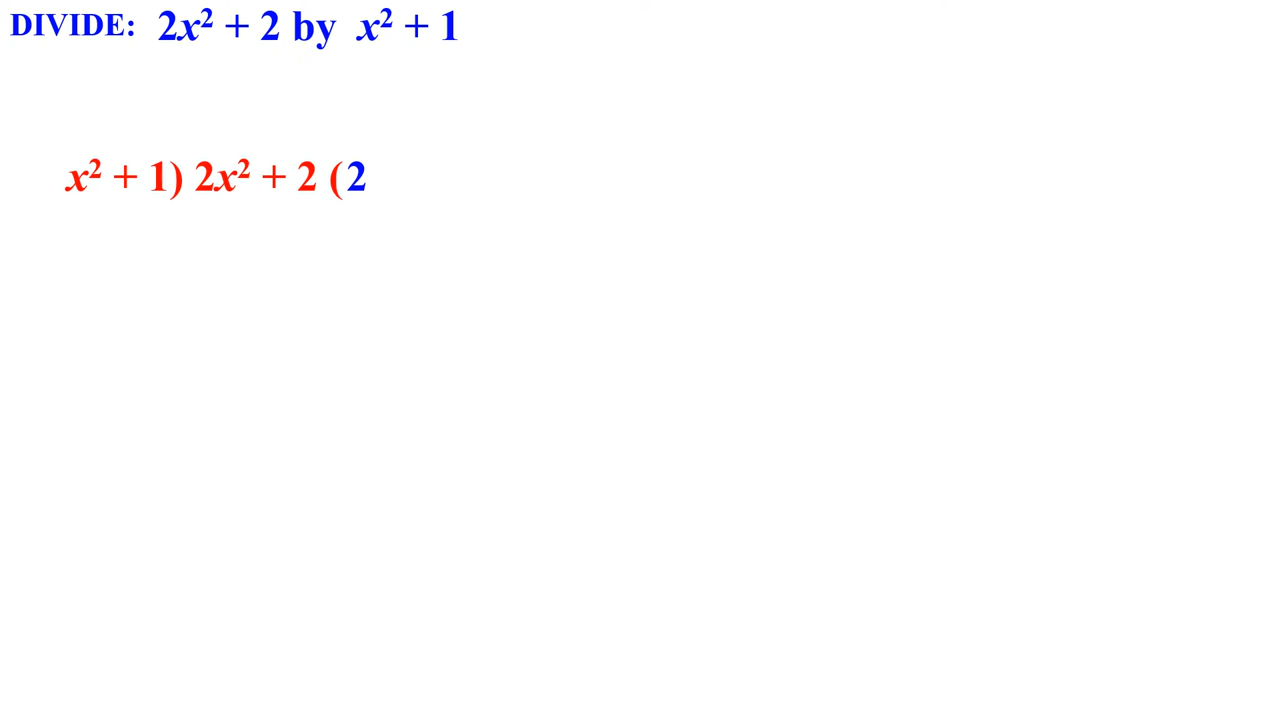 DIVIDE: 2x² + 2 by x² + 1
x² + 1) 2x² + 2 (2